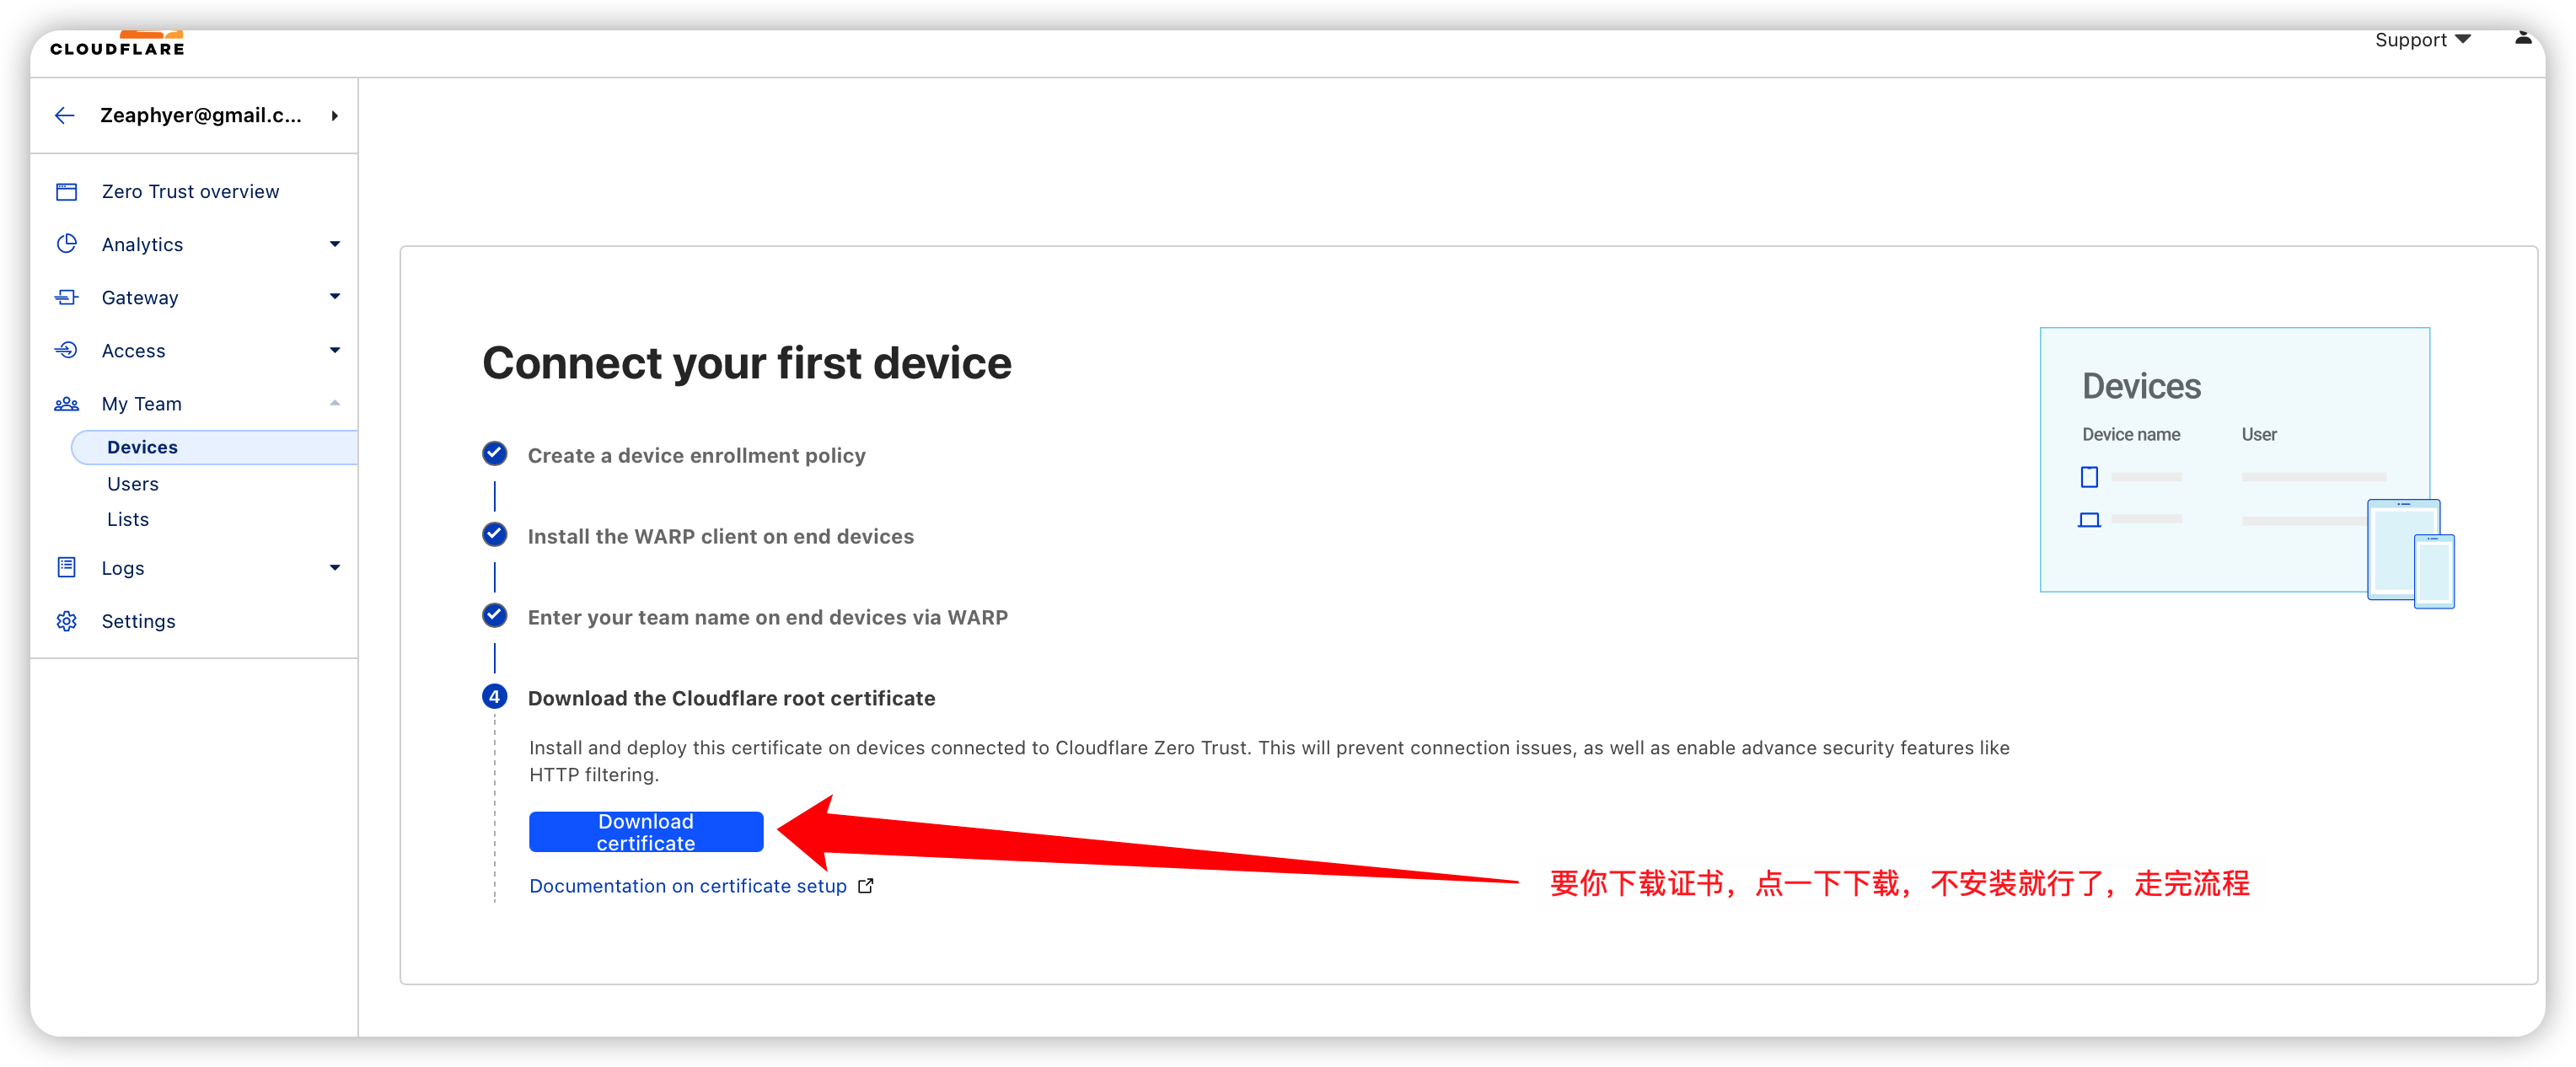 CLOUDFLARE
Support
Zeaphyer@gmail.c...
Zero Trust overview
Analytics
Gateway
Access
My Team
Devices
Users
Lists
Logs
Settings
Connect your first device
Create a device enrollment policy
Install the WARP client on end devices
Enter your team name on end devices via WARP
4 Download the Cloudflare root certificate
Install and deploy this certificate on devices connected to Cloudflare Zero Trust. This will prevent connection issues, as well as enable advance security features like
HTTP filtering.
Download
certificate
Documentation on certificate setup
要你下载证书，点一下下载，不安装就行了，走完流程
Devices
Device name User